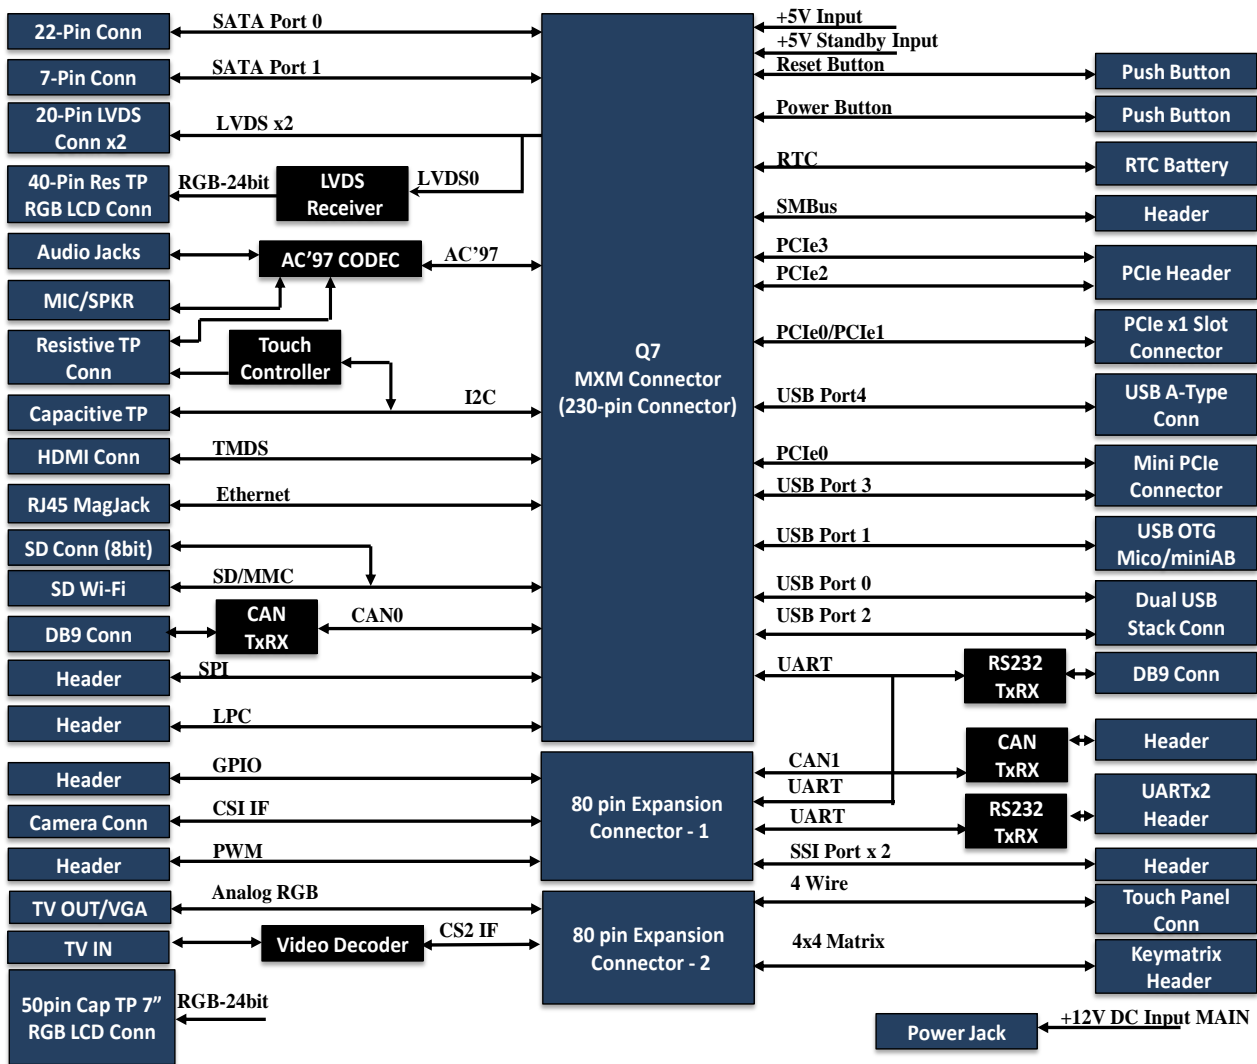 22-Pin Conn
SATA Port 0
7-Pin Conn
SATA Port 1
20-Pin LVDS
Conn x2
LVDS x2
40-Pin Res TP
RGB LCD Conn
RGB-24bit
LVDS
Receiver
LVDS0
Audio Jacks
AC’97 CODEC
AC’97
MIC/SPKR
Resistive TP
Conn
Touch
Controller
Capacitive TP
I2C
HDMI Conn
TMDS
RJ45 MagJack
Ethernet
SD Conn (8bit)
SD Wi-Fi
SD/MMC
DB9 Conn
CAN
TxRX
CAN0
Header
SPI
Header
LPC
Header
GPIO
Camera Conn
CSI IF
Header
PWM
TV OUT/VGA
Analog RGB
TV IN
Video Decoder
CS2 IF
50pin Cap TP 7”
RGB LCD Conn
RGB-24bit
Q7
MXM Connector
(230-pin Connector)
80 pin Expansion
Connector - 1
80 pin Expansion
Connector - 2
+5V Input
+5V Standby Input
Reset Button
Push Button
Power Button
Push Button
RTC
RTC Battery
SMBus
Header
PCIe3
PCIe2
PCIe Header
PCIe0/PCIe1
PCIe x1 Slot
Connector
USB Port4
USB A-Type
Conn
PCIe0
USB Port 3
Mini PCIe
Connector
USB Port 1
USB OTG
Mico/miniAB
USB Port 0
USB Port 2
Dual USB
Stack Conn
UART
RS232
TxRX
DB9 Conn
CAN1
CAN
TxRX
Header
UART
UART
RS232
TxRX
UARTx2
Header
SSI Port x 2
Header
4 Wire
Touch Panel
Conn
4x4 Matrix
Keymatrix
Header
Power Jack
+12V DC Input MAIN